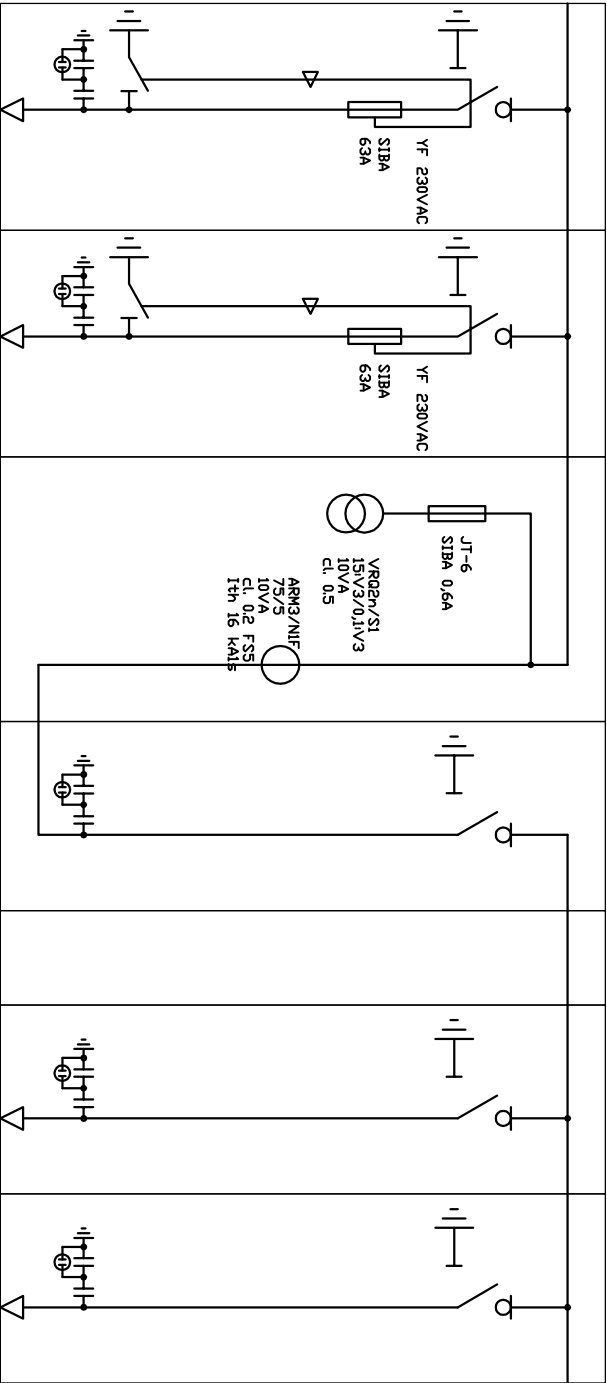 YF 230VAC
SIBA
63A
YF 230VAC
SIBA
63A
JT-6
SIBA 0,6A
VRQ2n/S1
15:√3/0,1:√3
10VA
cl. 0.5
ARM3/N1F
75/5
10VA
cl. 0.2 FS5
Ith 16 kA1s